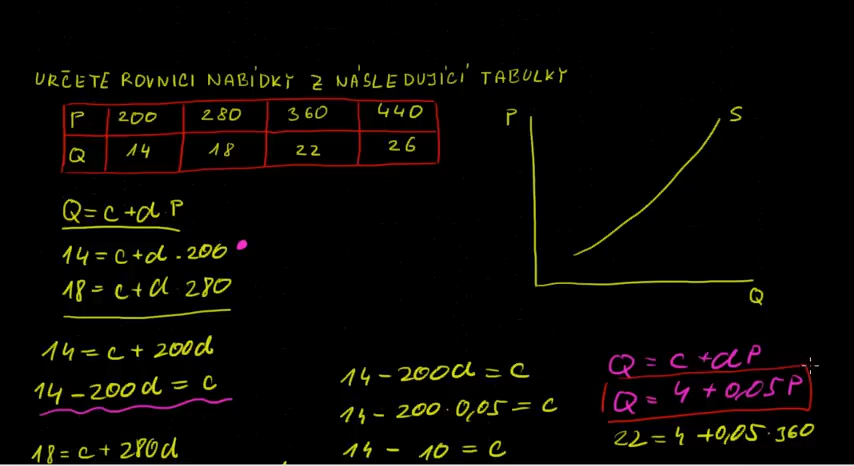 URČETE ROVNICI NABÍDKY Z NÁSLEDUJÍCÍ TABULKY
P 200 280 360 440
Q 14 18 22 26
P
S
Q
Q = c + d P
14 = c + d . 200
18 = c + d 280
14 = c + 200d
14 - 200d = c
18 = c + 280d
14 - 200d = c
14 - 200 · 0,05 = c
14 - 10 = c
Q = c + dP
Q = 4 + 0,05P
22 = 4 + 0,05 · 360